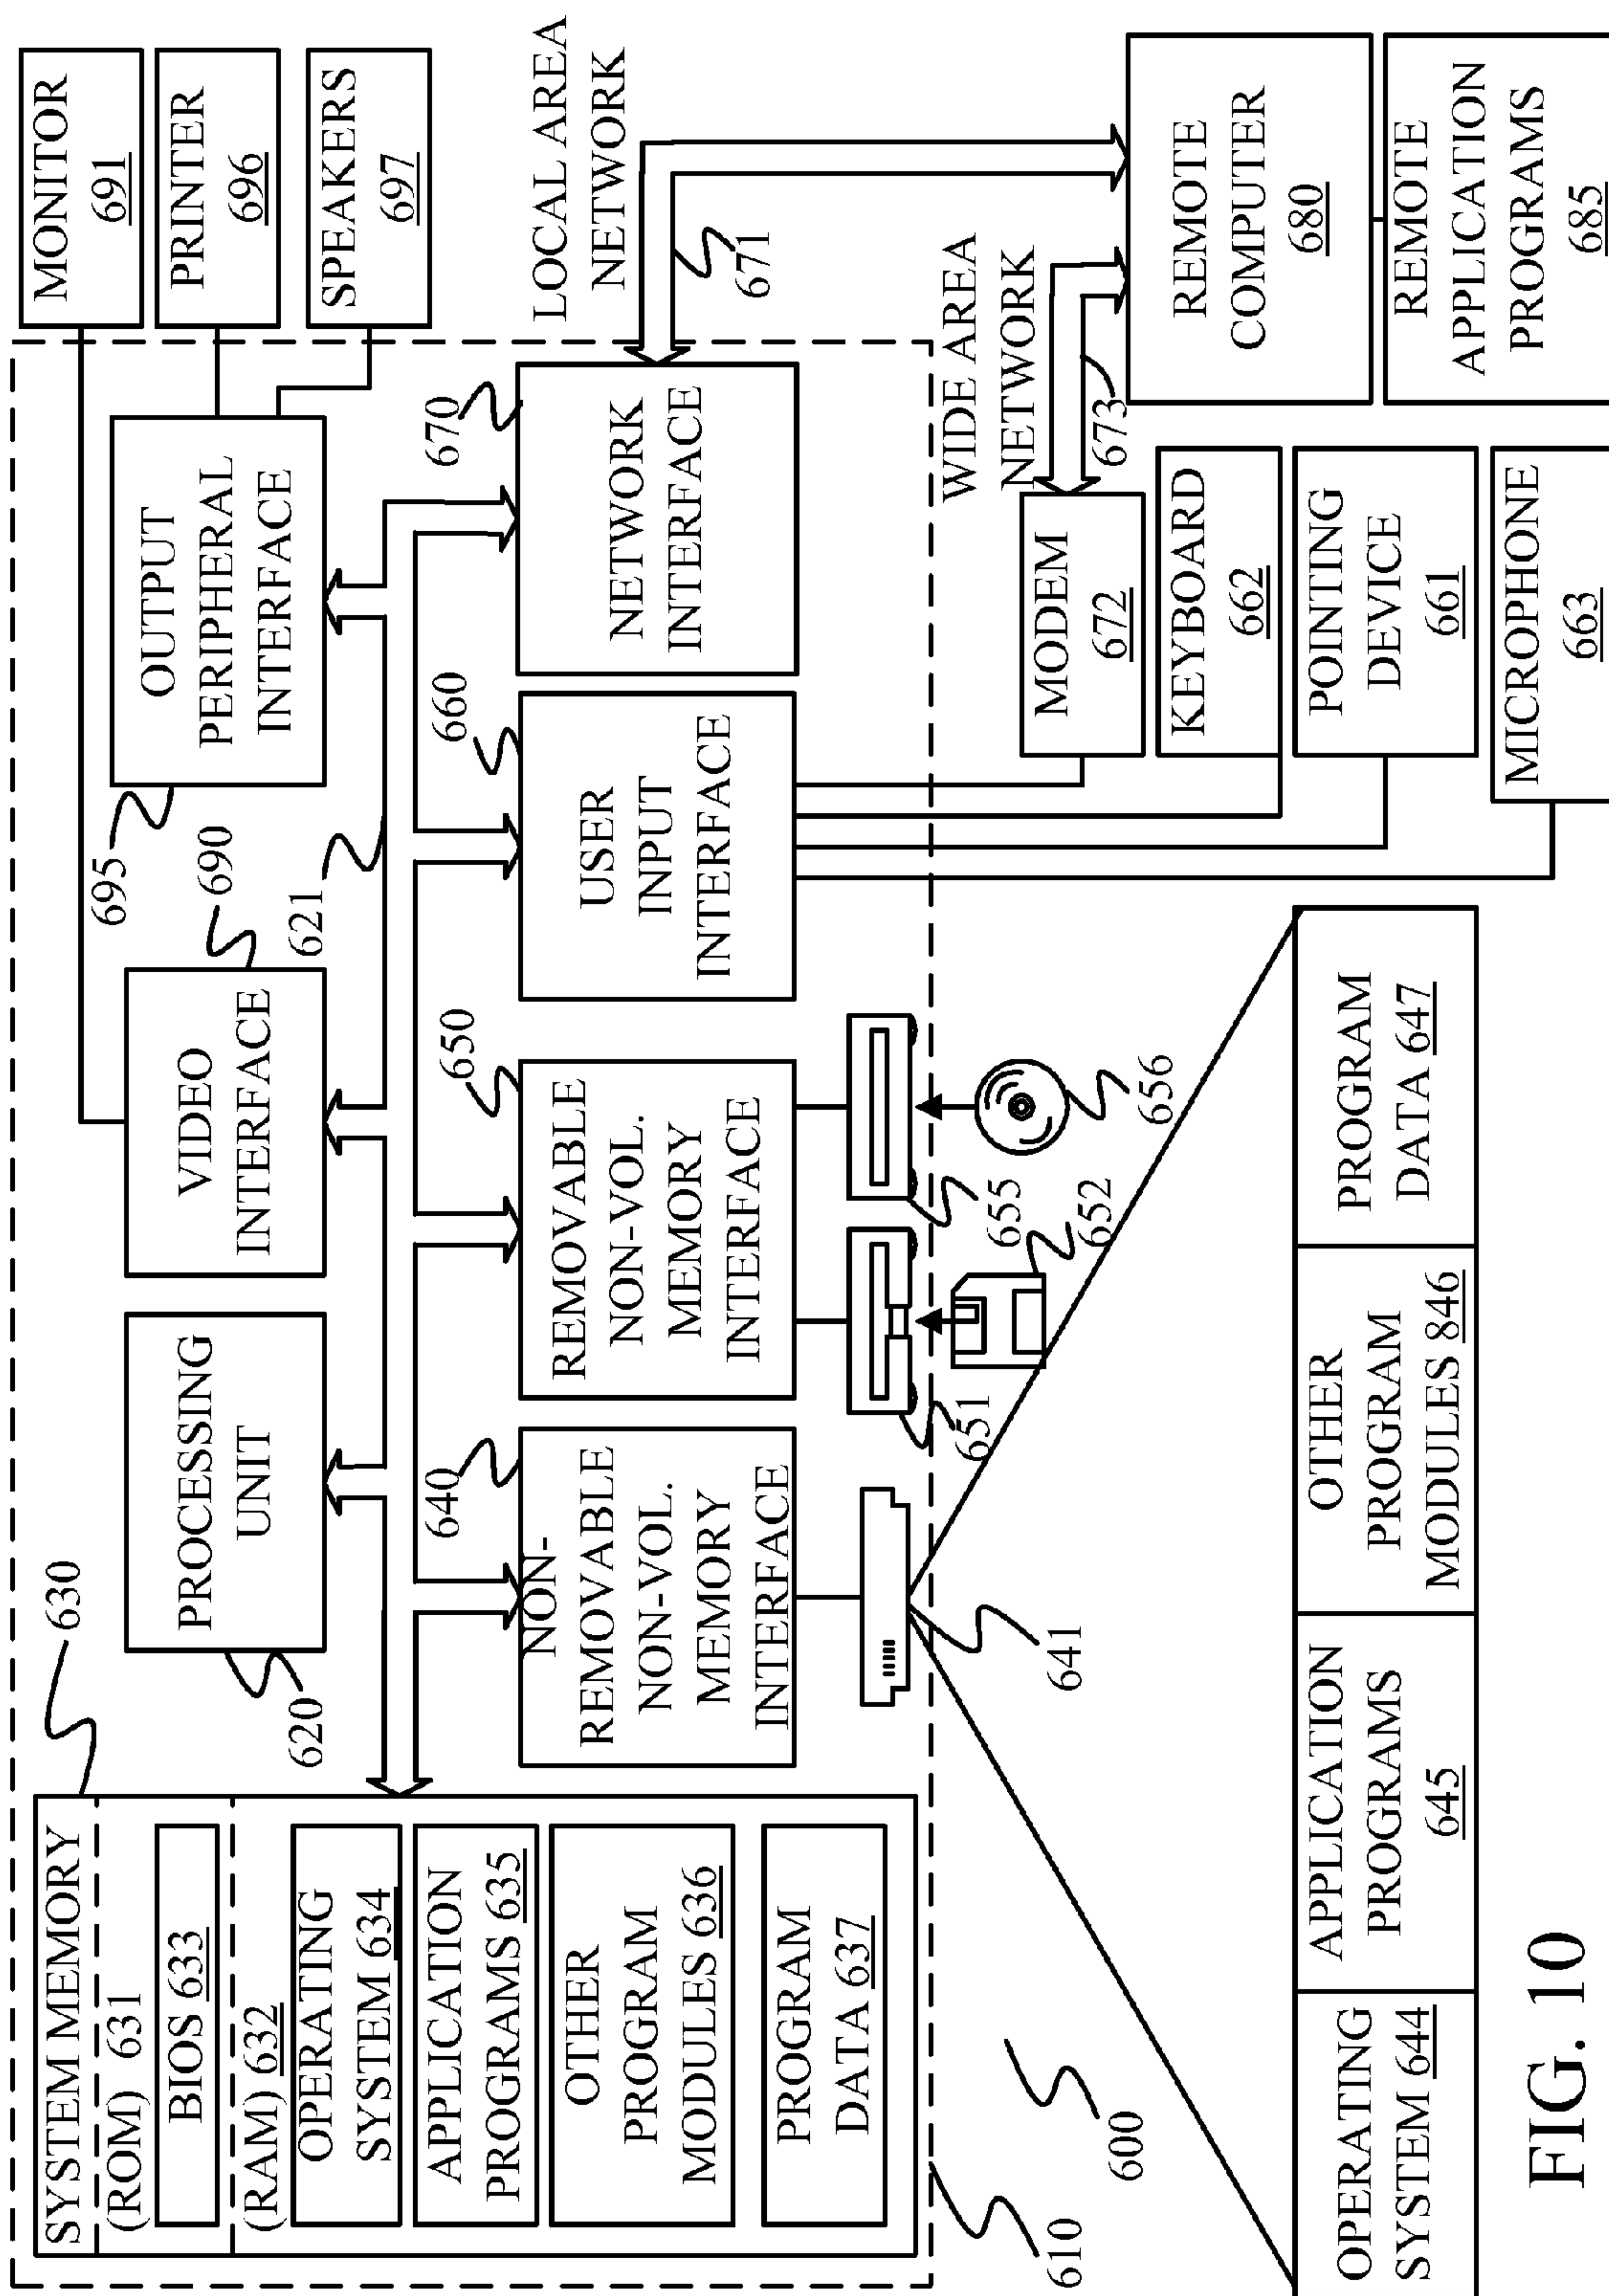 SYSTEM MEMORY
(ROM) 631
BIOS 633
(RAM) 632
OPERATING
SYSTEM 634
APPLICATION
PROGRAMS 635
OTHER
PROGRAM
MODULES 636
PROGRAM
DATA 637
630
PROCESSING
UNIT
620
VIDEO
INTERFACE
690
621
OUTPUT
PERIPHERAL
INTERFACE
695
MONITOR
691
PRINTER
696
SPEAKERS
697
NON-
REMOVABLE
NON-VOL.
MEMORY
INTERFACE
640
REMOVABLE
NON-VOL.
MEMORY
INTERFACE
650
USER
INPUT
INTERFACE
660
NETWORK
INTERFACE
670
LOCAL AREA
NETWORK
671
641
651
652
655
656
WIDE AREA
NETWORK
673
MODEM
672
KEYBOARD
662
POINTING
DEVICE
661
MICROPHONE
663
REMOTE
COMPUTER
680
REMOTE
APPLICATION
PROGRAMS
685
610
600
OPERATING
SYSTEM 644
APPLICATION
PROGRAMS
645
OTHER
PROGRAM
MODULES 846
PROGRAM
DATA 647
FIG. 10